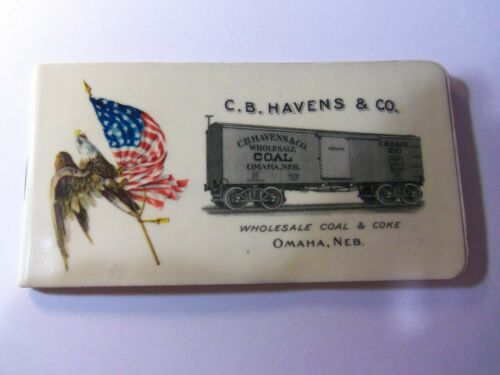 C.B. HAVENS & CO.
C.B.HAVENS & CO.
WHOLESALE
COAL
OMAHA, NEB.
WHOLESALE COAL & COKE
OMAHA, NEB.